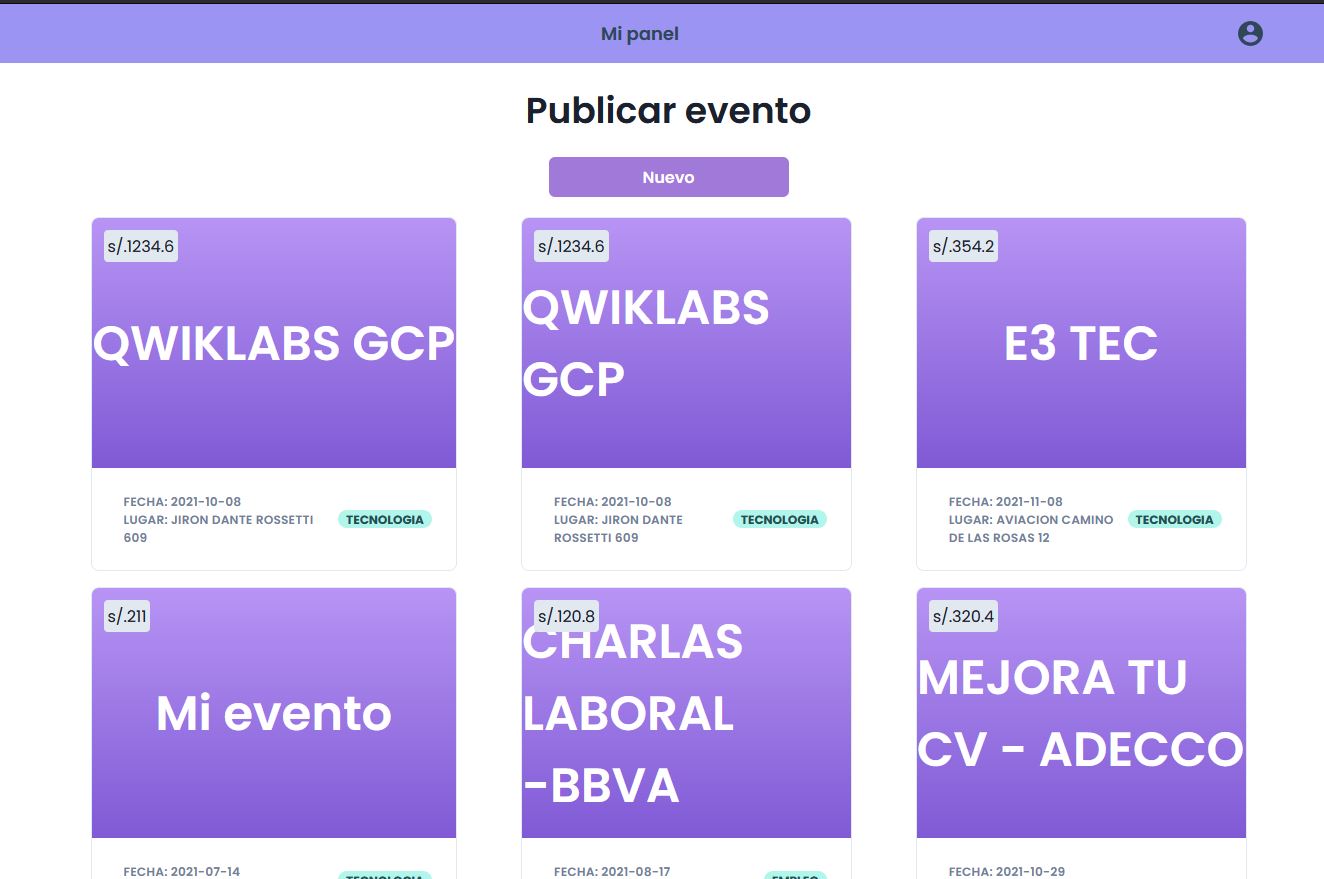 Mi panel
Publicar evento
Nuevo
s/.1234.6
QWIKLABS GCP
FECHA: 2021-10-08
LUGAR: JIRON DANTE ROSSETTI
609
TECNOLOGIA
s/.1234.6
QWIKLABS
GCP
FECHA: 2021-10-08
LUGAR: JIRON DANTE
ROSSETTI 609
TECNOLOGIA
s/.354.2
E3 TEC
FECHA: 2021-11-08
LUGAR: AVIACION CAMINO
DE LAS ROSAS 12
TECNOLOGIA
s/.211
Mi evento
FECHA: 2021-07-14
TECNOLOGIA
s/.120.8
CHARLAS
LABORAL
-BBVA
FECHA: 2021-08-17
EMPLEO
s/.320.4
MEJORA TU
CV - ADECCO
FECHA: 2021-10-29